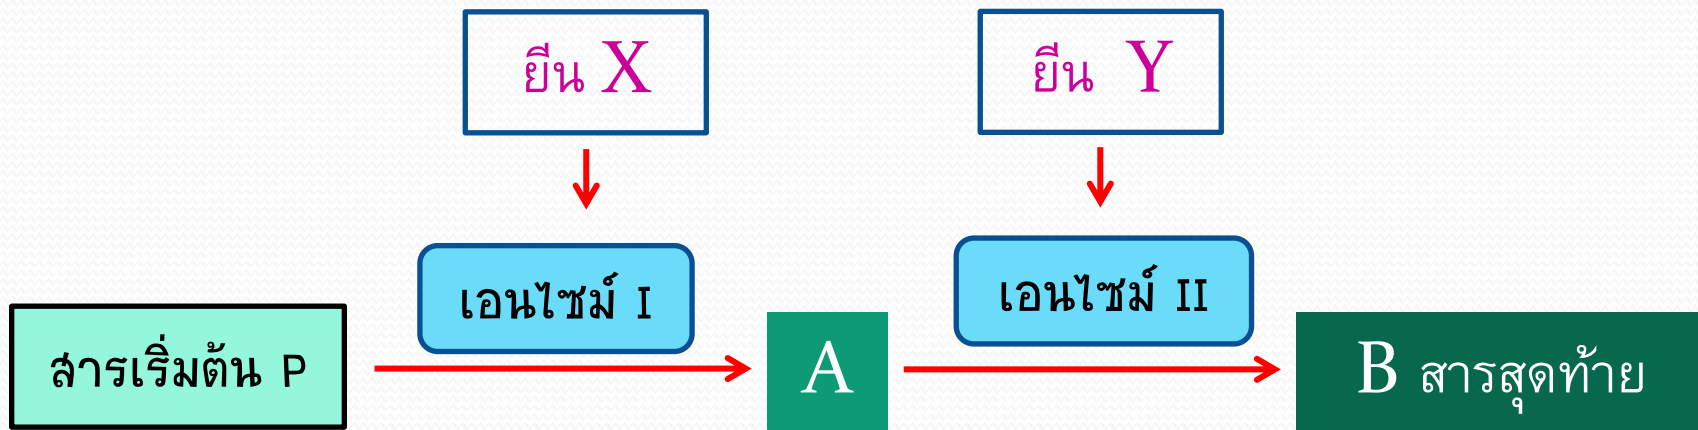 ยีน X
ยีน Y
เอนไซม์ I
เอนไซม์ II
สารเริ่มต้น P
A
B สารสุดท้าย